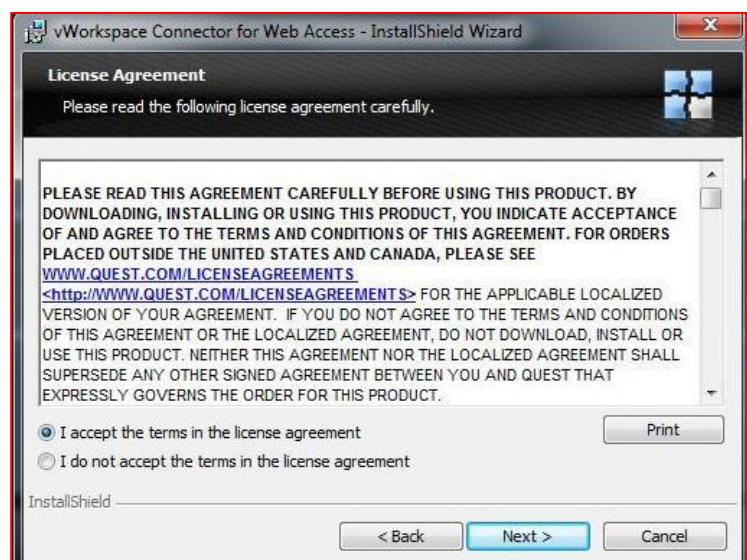 vWorkspace Connector for Web Access - InstallShield Wizard
License Agreement
Please read the following license agreement carefully.
PLEASE READ THIS AGREEMENT CAREFULLY BEFORE USING THIS PRODUCT. BY
DOWNLOADING, INSTALLING OR USING THIS PRODUCT, YOU INDICATE ACCEPTANCE
OF AND AGREE TO THE TERMS AND CONDITIONS OF THIS AGREEMENT. FOR ORDERS
PLACED OUTSIDE THE UNITED STATES AND CANADA, PLEASE SEE
WWW.QUEST.COM/LICENSEAGREEMENTS
<http://WWW.QUEST.COM/LICENSEAGREEMENTS> FOR THE APPLICABLE LOCALIZED
VERSION OF YOUR AGREEMENT. IF YOU DO NOT AGREE TO THE TERMS AND CONDITIONS
OF THIS AGREEMENT OR THE LOCALIZED AGREEMENT, DO NOT DOWNLOAD, INSTALL OR
USE THIS PRODUCT. NEITHER THIS AGREEMENT NOR THE LOCALIZED AGREEMENT SHALL
SUPERSEDE ANY OTHER SIGNED AGREEMENT BETWEEN YOU AND QUEST THAT
EXPRESSLY GOVERNS THE ORDER FOR THIS PRODUCT.
I accept the terms in the license agreement
Print
I do not accept the terms in the license agreement
InstallShield
< Back
Next >
Cancel